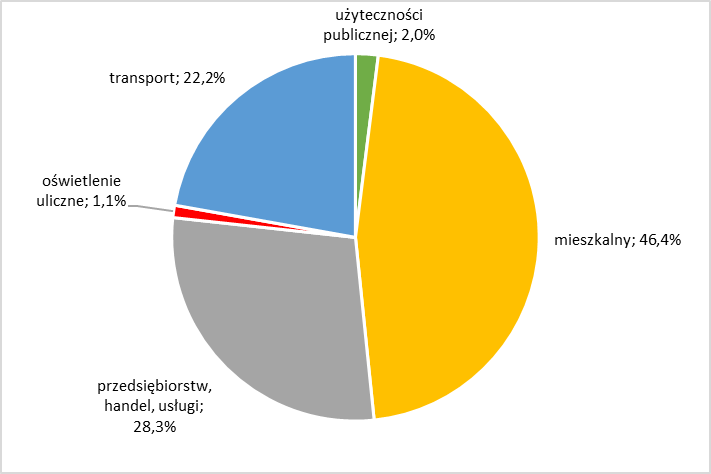 użyteczności
publicznej; 2,0%
transport; 22,2%
oświetlenie
uliczne; 1,1%
mieszkalny; 46,4%
przedsiębiorstw,
handel, usługi;
28,3%